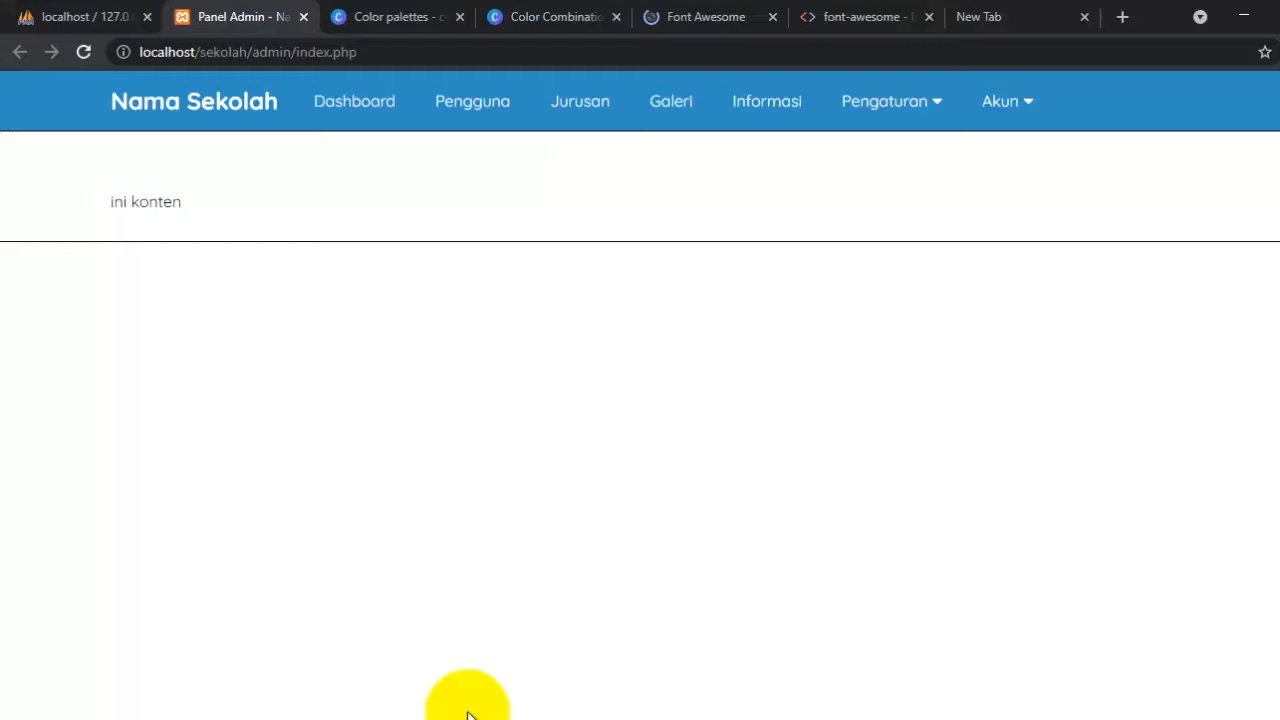 localhost / 127.0
Panel Admin - Na
Color palettes - c
Color Combinatio
Font Awesome
font-awesome -
New Tab
localhost/sekolah/admin/index.php
Nama Sekolah Dashboard Pengguna Jurusan Galeri Informasi Pengaturan Akun
ini konten